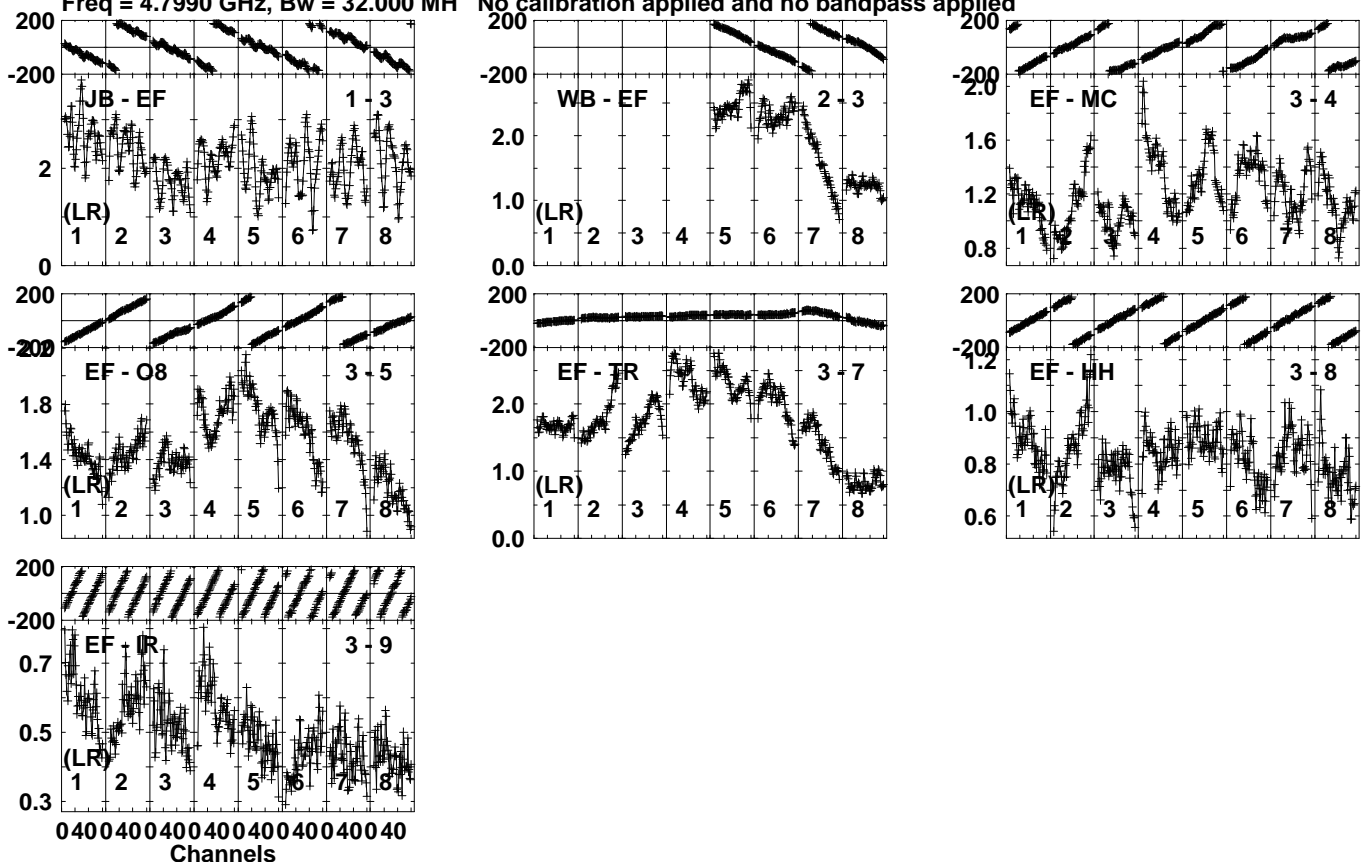 Freq = 4.7990 GHz, Bw = 32.000 MH   No calibration applied and no bandpass applied
200
-200
JB - EF 1 - 3
2
(LR)
1 2 3 4 5 6 7 8
0
200
-200
WB - EF 2 - 3
2.0
1.0
(LR)
1 2 3 4 5 6 7 8
0.0
200
-200
2.0
EF - MC 3 - 4
1.6
1.2
(LR)
1 2 3 4 5 6 7 8
0.8
200
-200
2.2
EF - O8 3 - 5
1.8
1.4
(LR)
1 2 3 4 5 6 7 8
1.0
200
-200
EF - TR 3 - 7
2.0
1.0
(LR)
1 2 3 4 5 6 7 8
0.0
200
-200
1.2
EF - HH 3 - 8
1.0
0.8
(LR)
1 2 3 4 5 6 7 8
0.6
200
-200
EF - IR 3 - 9
0.7
0.5
(LR)
1 2 3 4 5 6 7 8
0.3
0 40 0 40 0 40 0 40 0 40 0 40 0 40 0 40
Channels